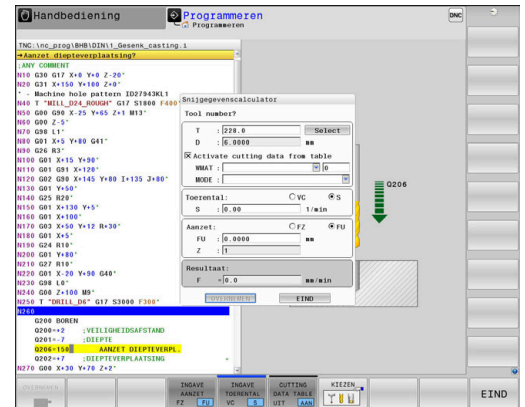 Handbediening
Programmeren
Programmeren
DNC
TNC:\nc_prog\BHB\DIN\1_Gesenk_casting.i
→Aanzet diepteverplaatsing?
;ANY COMMENT
N10 G30 G17 X+0 Y+0 Z-20*
N20 G31 X+150 Y+100 Z+0*
* - Machine hole pattern ID27943KL1
N40 T "MILL_D24_ROUGH" G17 S1800 F400*
N50 G00 G90 X-25 Y+65 Z+1 M13*
N60 G00 Z-5*
N70 G98 L1*
N80 G01 X+5 Y+80 G41*
N90 G26 R3*
N100 G01 X+15 Y+90*
N110 G01 G91 X+120*
N120 G02 G90 X+145 Y+80 I+135 J+80*
N130 G01 Y+50*
N140 G25 R20*
N150 G01 X+130 Y+5*
N160 G01 X+100*
N170 G03 X+50 Y+12 R+30*
N180 G01 X+5*
N190 G24 R10*
N200 G01 Y+80*
N210 G27 R10*
N220 G01 X-20 Y+90 G40*
N230 G98 L0*
N240 G00 Z+100 M9*
N250 T "DRILL_D6" G17 S3000 F300*
N260
G200 BOREN
Q200=+2 ;VEILIGHEIDSAFSTAND
Q201=-7 ;DIEPTE
Q206=150 AANZET DIEPTEVERPL.
Q202=+7 ;DIEPTEVERPLAATSING
N270 G00 X+30 Y+70 Z+2*
Snijgegevenscalculator
Tool number?
T : 228.0 Select
D : 6.0000 mm
Activate cutting data from table
WMAT : 0
MODE :
Toerental: VC S
S : 0.00 1/min
Aanzet: FZ FU
FU : 0.0000 mm
Z : 1
Resultaat:
F = 0.0 mm/min
OVERNEMEN EIND
Q206
OVERNEMEN
INGAVE AANZET FZ FU
INGAVE TOERENTAL VC S
CUTTING DATA TABLE UIT AAN
KIEZEN
EIND